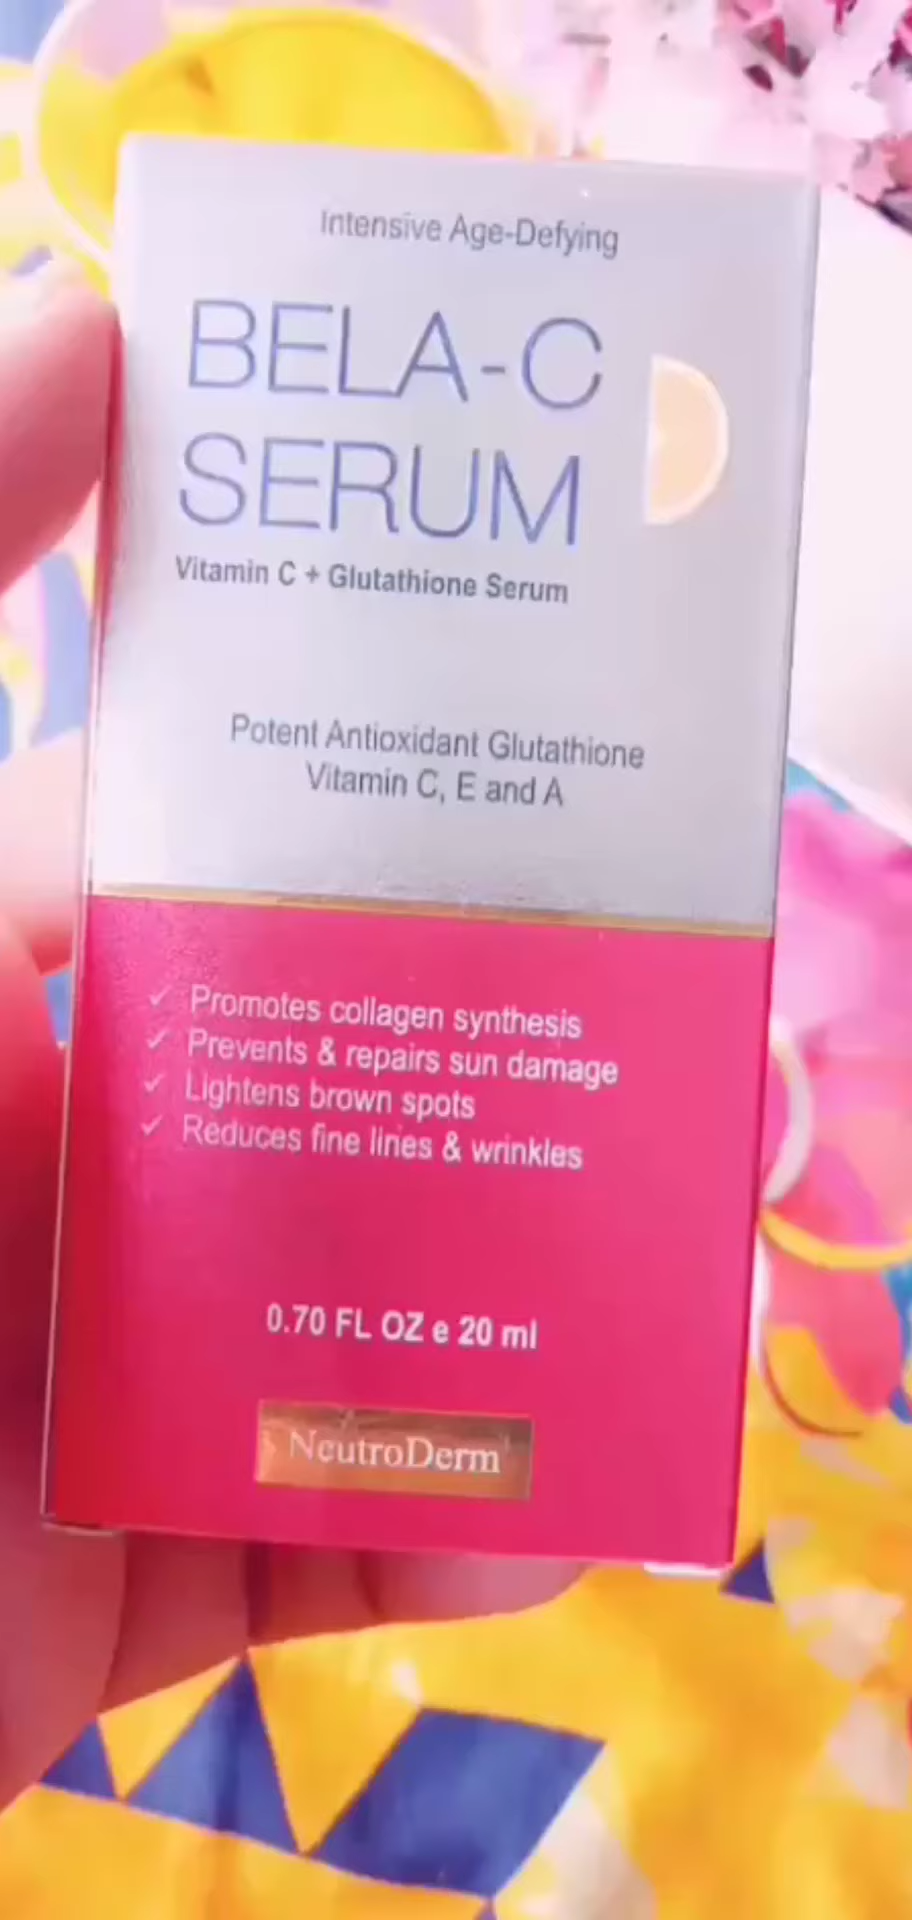 Intensive Age-Defying
BELA-C
SERUM
Vitamin C + Glutathione Serum
Potent Antioxidant Glutathione
Vitamin C, E and A
✓ Promotes collagen synthesis
✓ Prevents & repairs sun damage
✓ Lightens brown spots
✓ Reduces fine lines & wrinkles
0.70 FL OZ e 20 ml
NeutroDerm